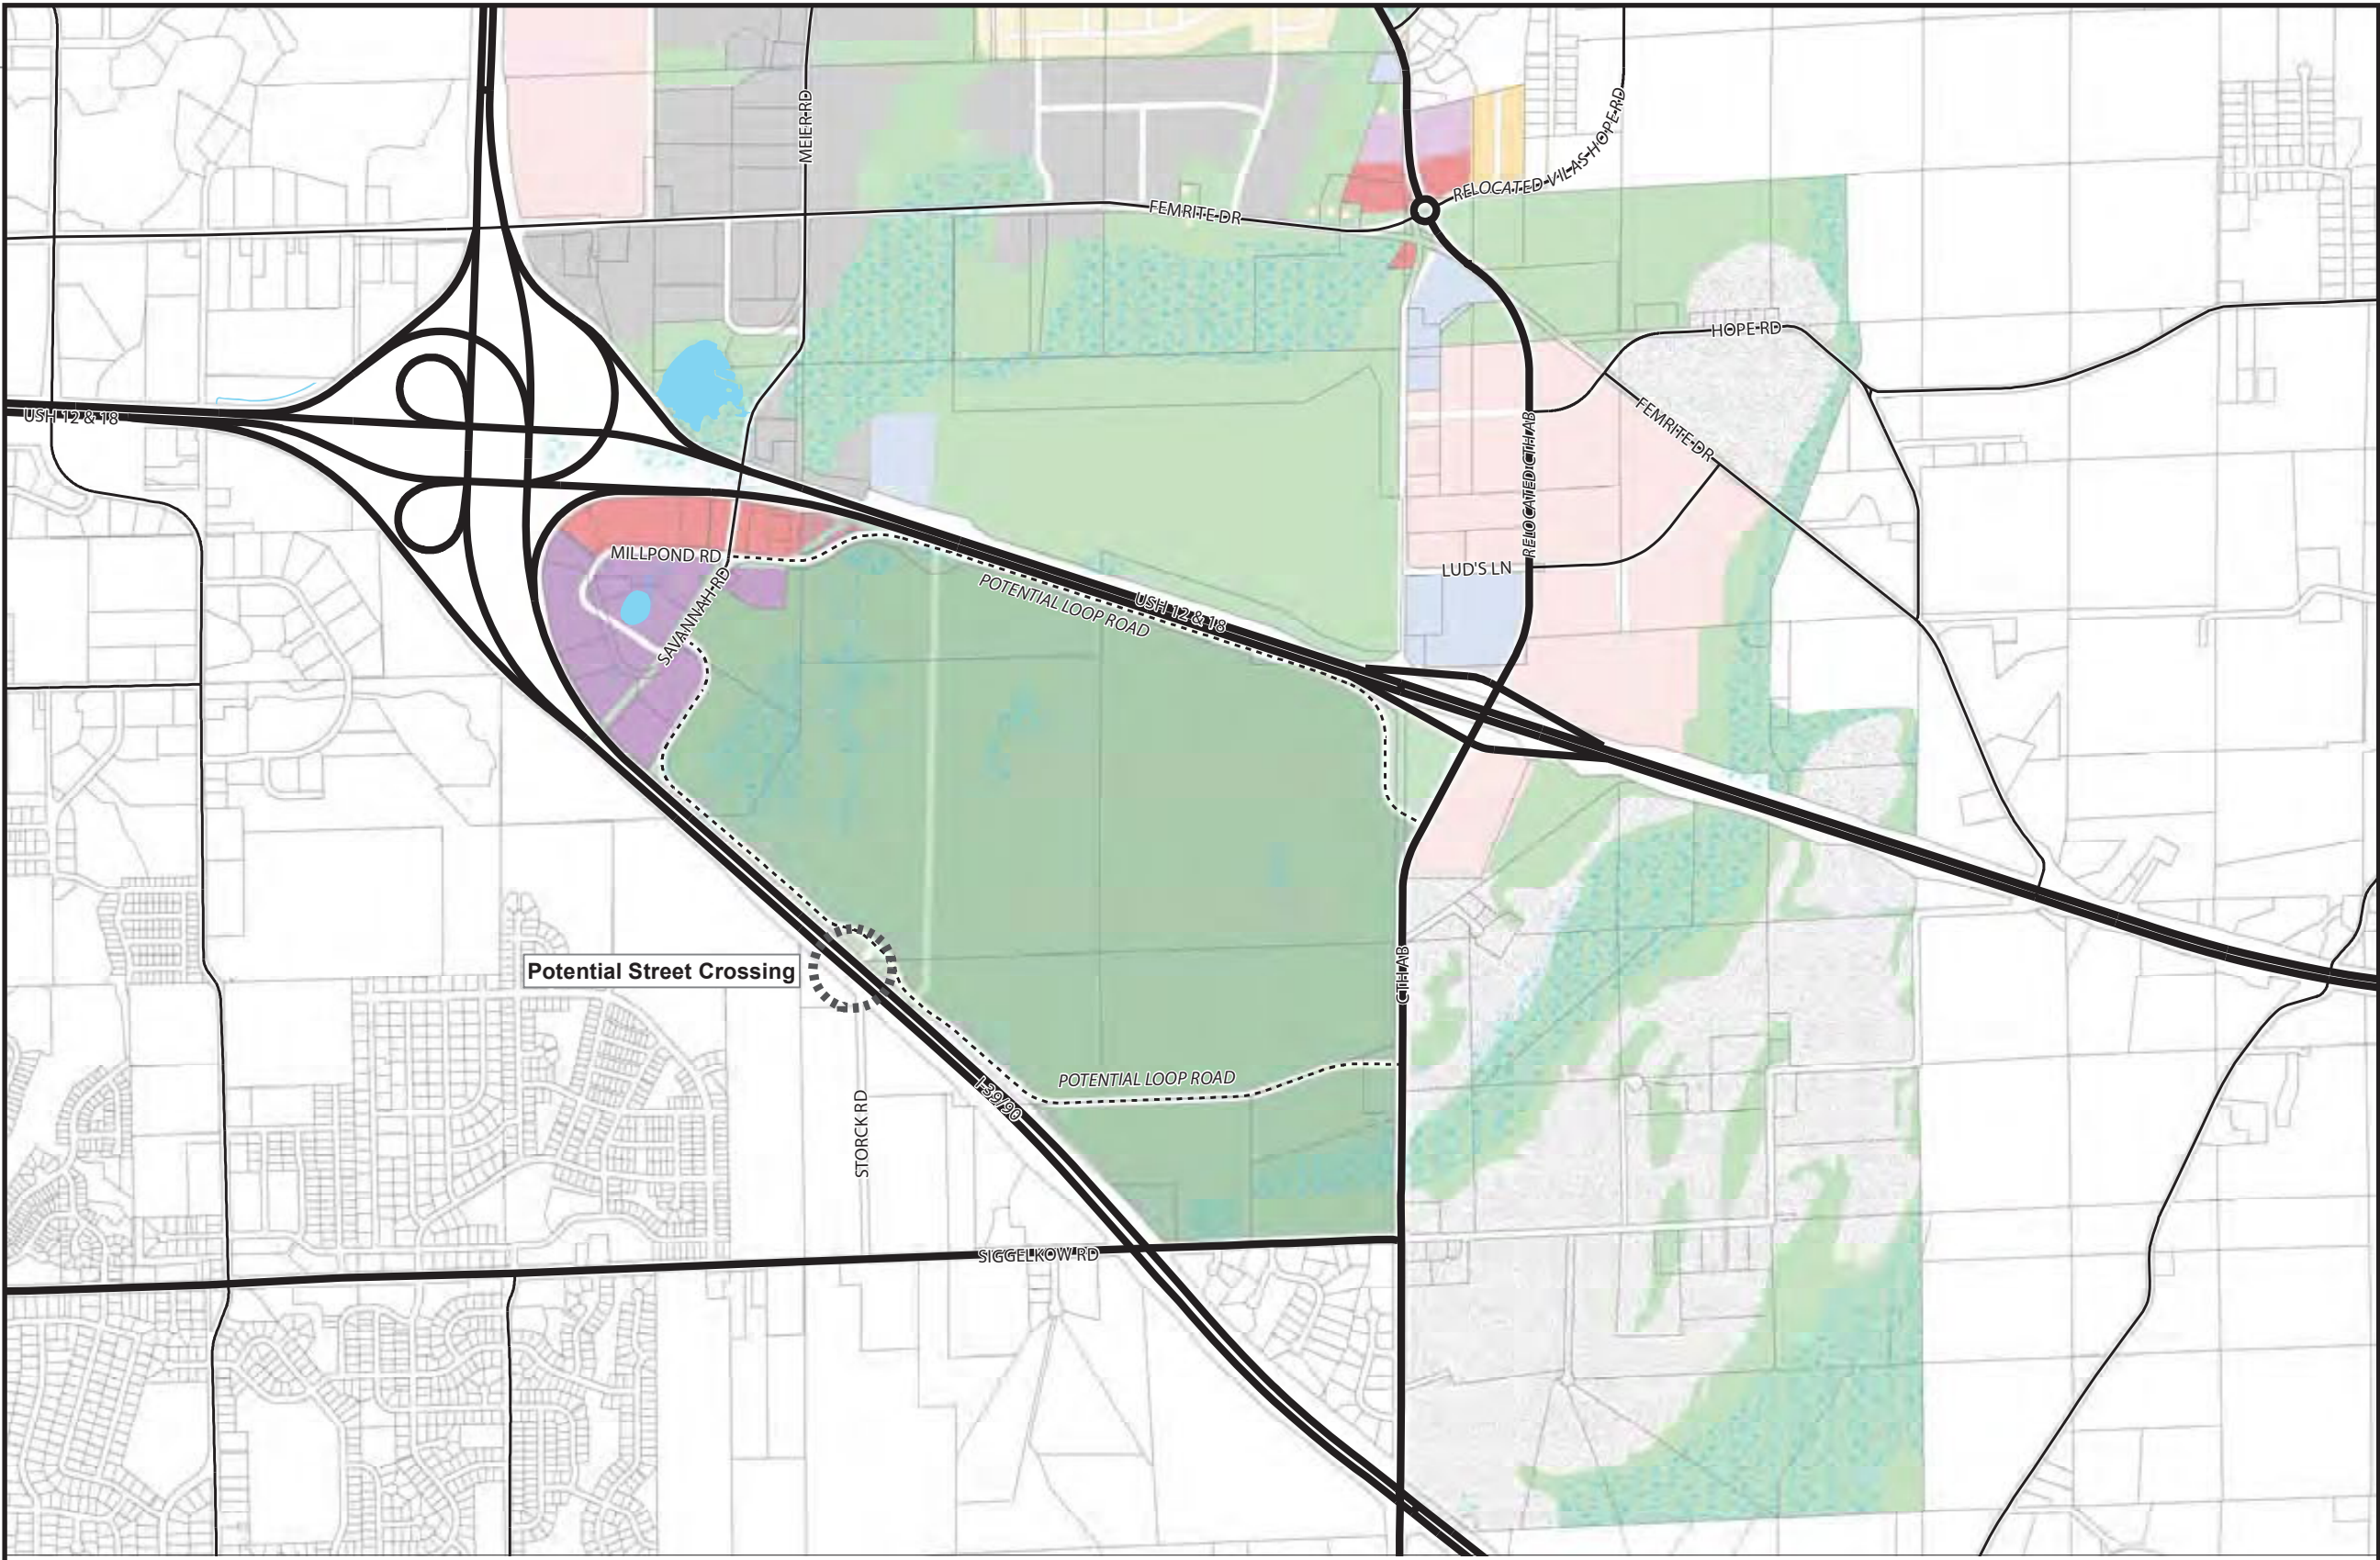 MEIER RD
RELOCATED VILAS HOPE RD
FEMRITE DR
HOPE RD
USH 12 & 18
FEMRITE DR
RELOCATED CTH AB
MILLPOND RD
LUD'S LN
SAVANNAH RD
POTENTIAL LOOP ROAD
USH 12 & 18
Potential Street Crossing
CTH AB
POTENTIAL LOOP ROAD
I-39/90
STORCK RD
SIGGELKOW RD